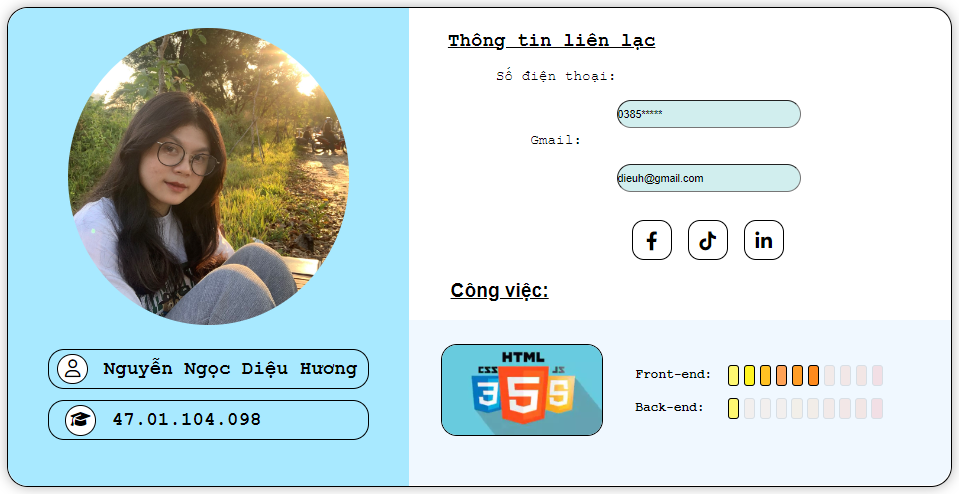 Nguyễn Ngọc Diệu Hương
47.01.104.098
Thông tin liên lạc
Số điện thoại:
0385*****
Gmail:
dieuh@gmail.com
Công việc:
HTML
CSS JS
3 5 5
Front-end:
Back-end: